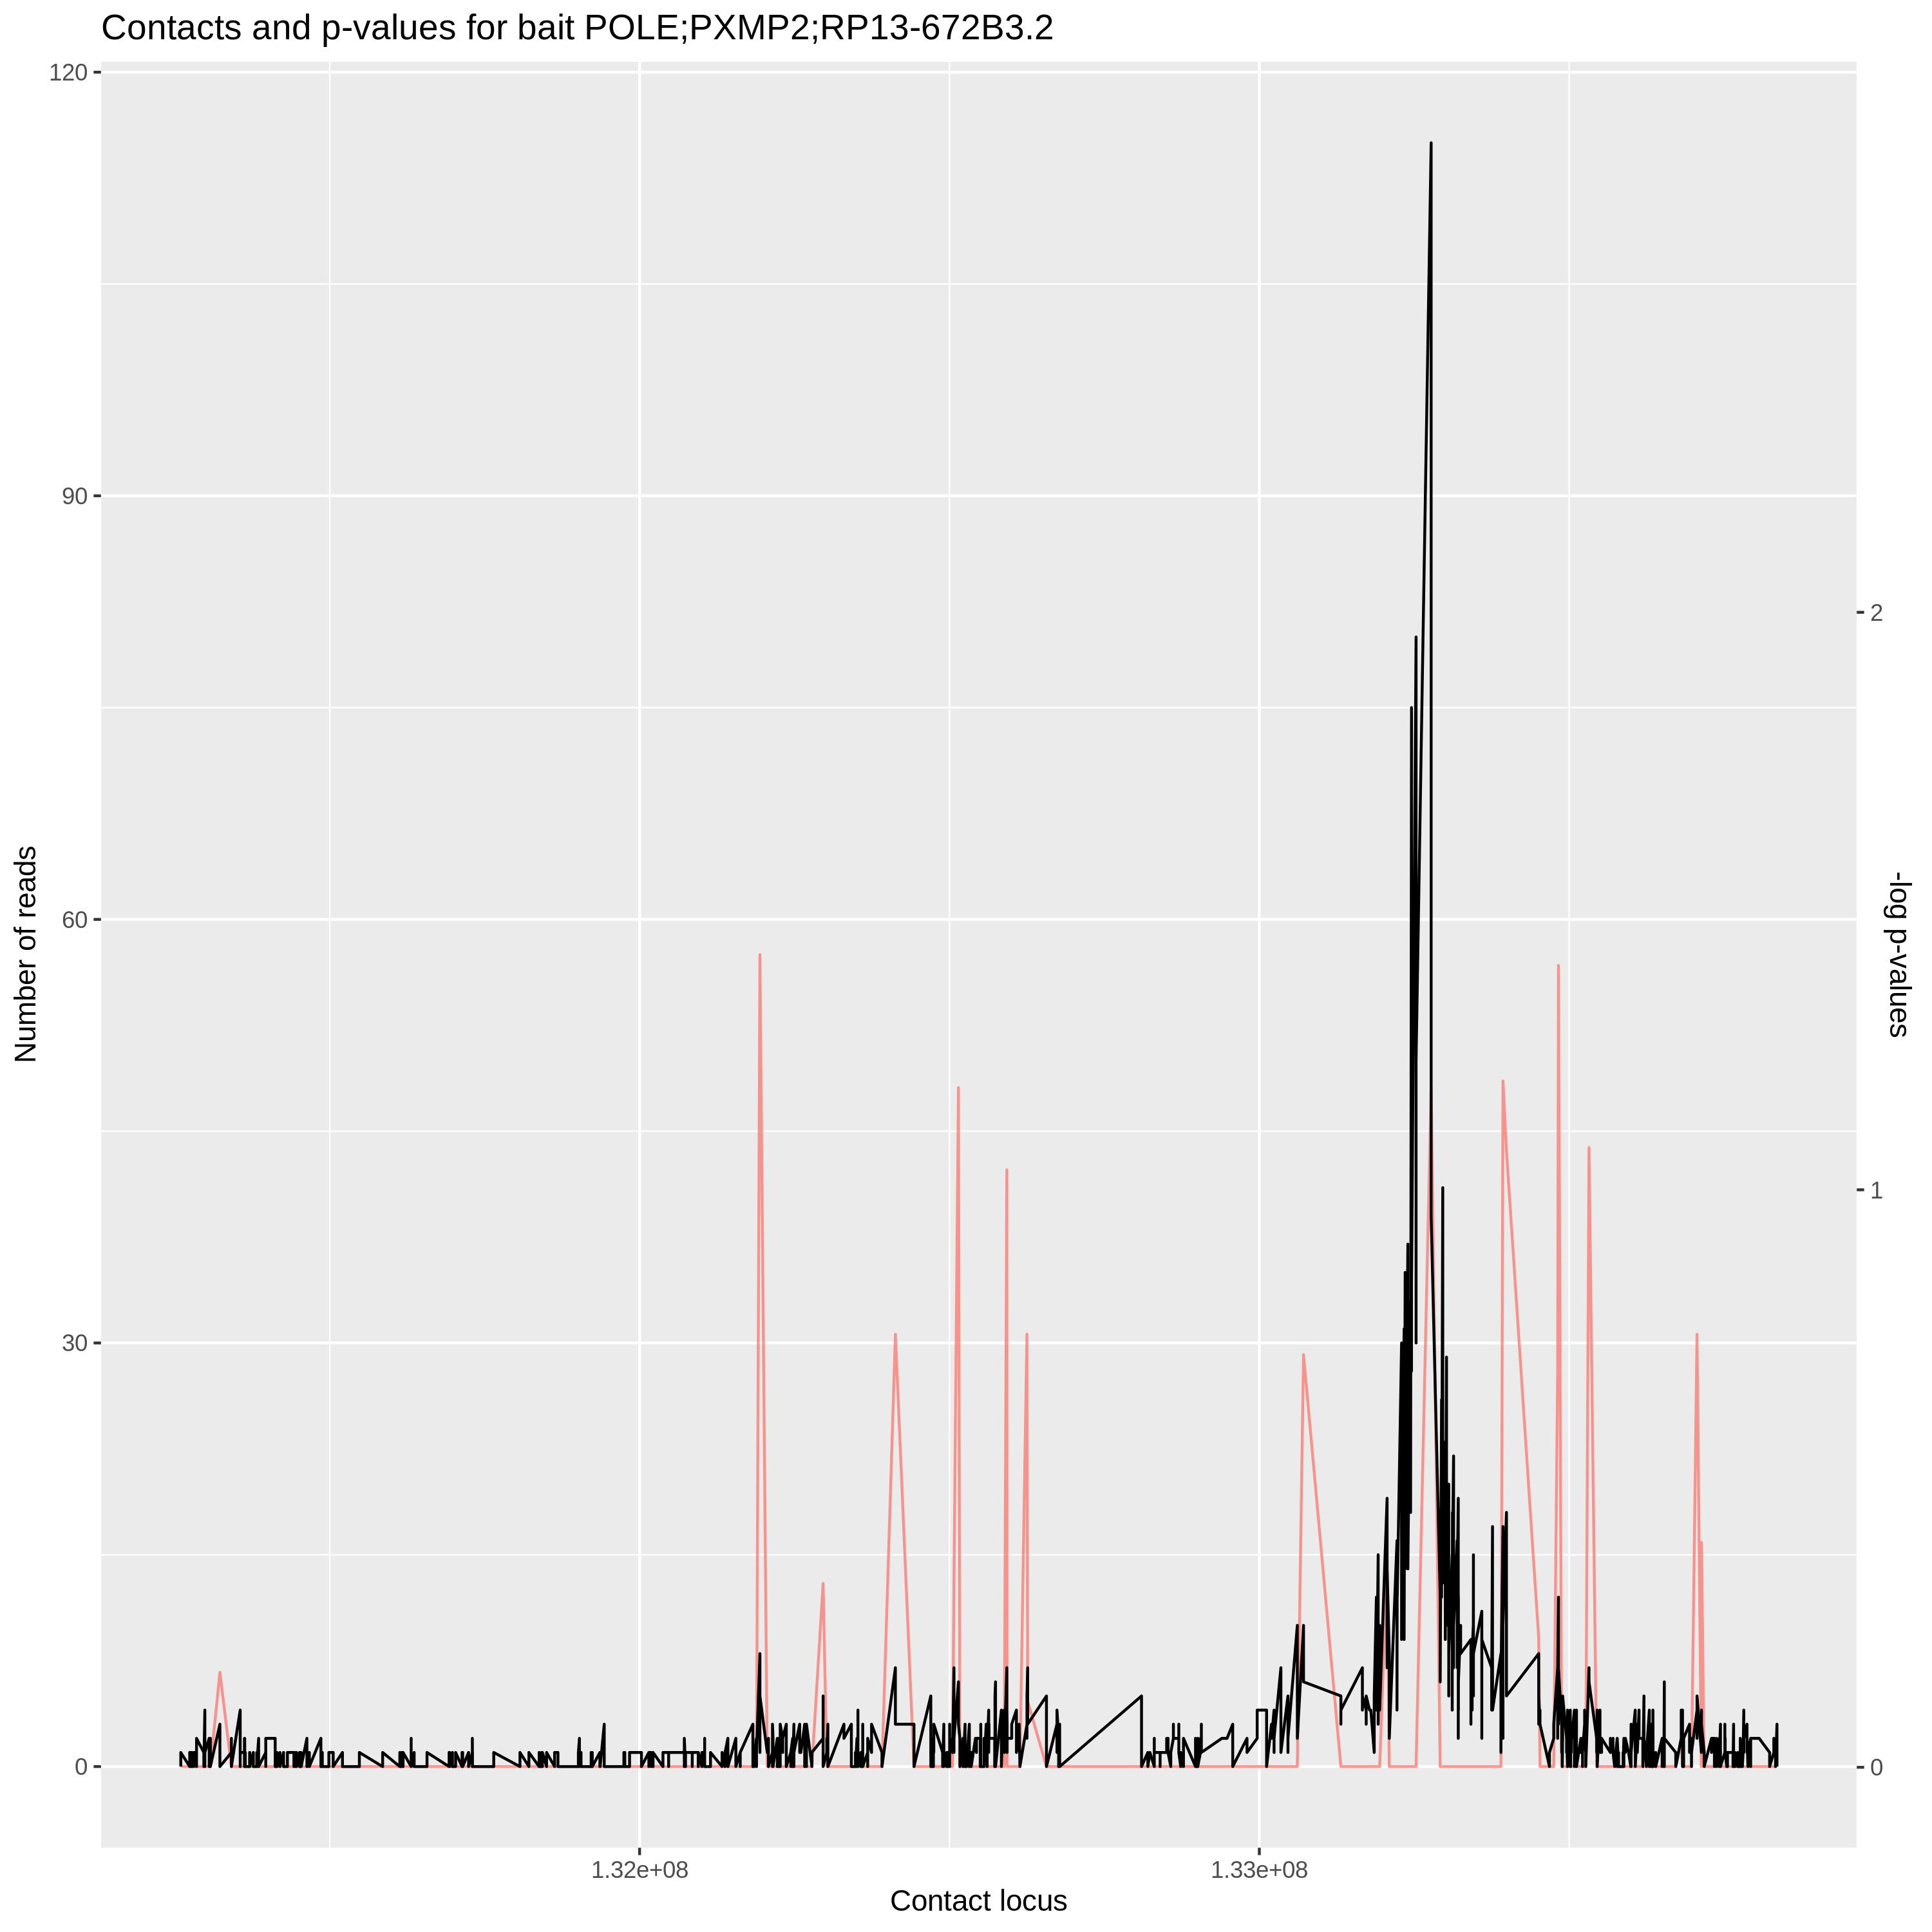 Contacts and p-values for bait POLE;PXMP2;RP13-672B3.2
120
90
60
30
0
Number of reads
2
1
0
-log p-values
1.32e+08
1.33e+08
Contact locus